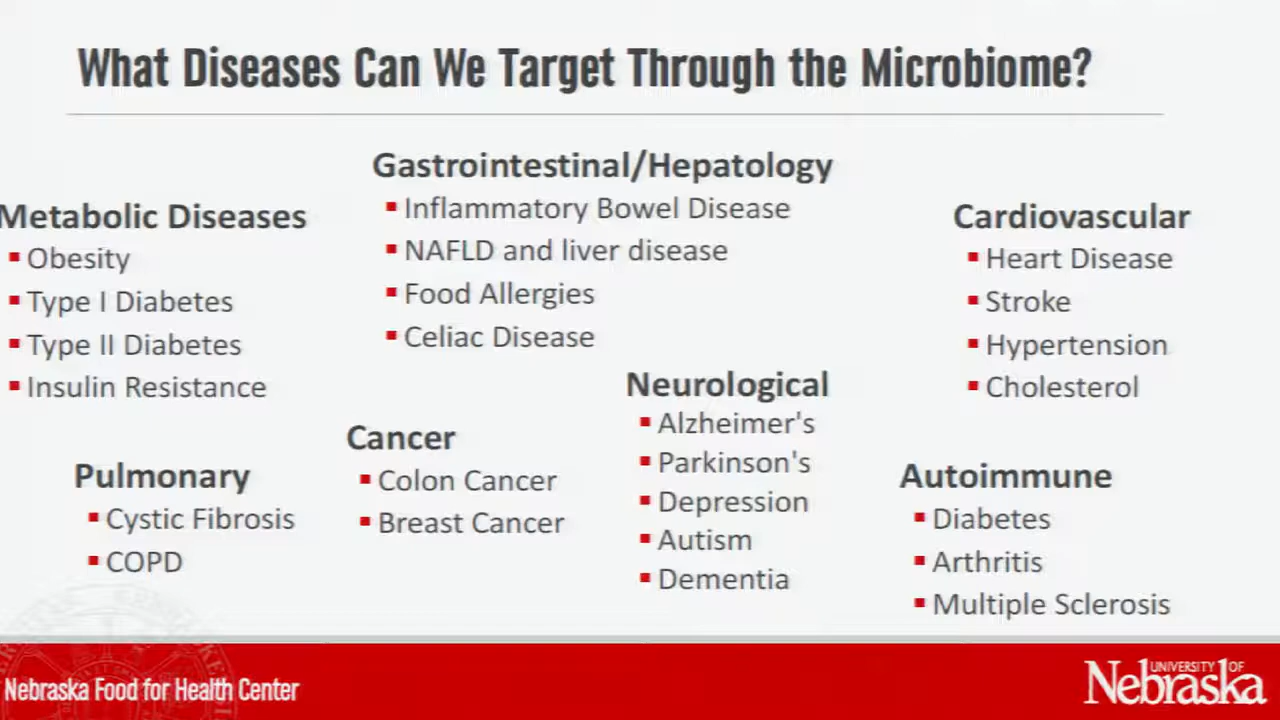 What Diseases Can We Target Through the Microbiome?
Metabolic Diseases
Obesity
Type I Diabetes
Type II Diabetes
Insulin Resistance
Gastrointestinal/Hepatology
Inflammatory Bowel Disease
NAFLD and liver disease
Food Allergies
Celiac Disease
Cardiovascular
Heart Disease
Stroke
Hypertension
Cholesterol
Pulmonary
Cystic Fibrosis
COPD
Cancer
Colon Cancer
Breast Cancer
Neurological
Alzheimer's
Parkinson's
Depression
Autism
Dementia
Autoimmune
Diabetes
Arthritis
Multiple Sclerosis
Nebraska Food for Health Center
UNIVERSITY OF
Nebraska